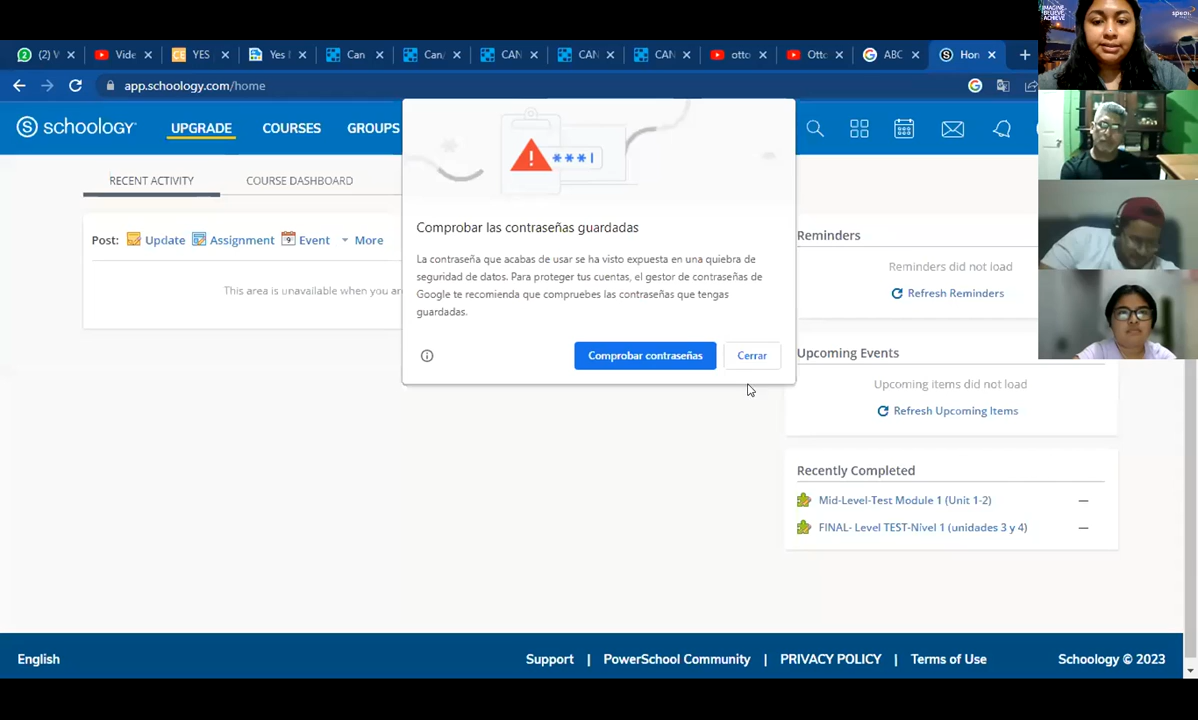 IMAGINE
BELIEVE
ACHIEVE
(2) V
Vide
YES
Yes I
Can
Can/
CAN
CAN
CAN
otto
Otto
ABC
Hor
app.schoology.com/home
schoology
UPGRADE
COURSES
GROUPS
RECENT ACTIVITY
COURSE DASHBOARD
Post:
Update
Assignment
Event
More
This area is unavailable when you ar
Comprobar las contraseñas guardadas
La contraseña que acabas de usar se ha visto expuesta en una quiebra de
seguridad de datos. Para proteger tus cuentas, el gestor de contraseñas de
Google te recomienda que compruebes las contraseñas que tengas
guardadas.
Comprobar contraseñas
Cerrar
Reminders
Reminders did not load
Refresh Reminders
Upcoming Events
Upcoming items did not load
Refresh Upcoming Items
Recently Completed
Mid-Level-Test Module 1 (Unit 1-2)
—
FINAL- Level TEST-Nivel 1 (unidades 3 y 4)
—
English
Support | PowerSchool Community | PRIVACY POLICY | Terms of Use
Schoology © 2023